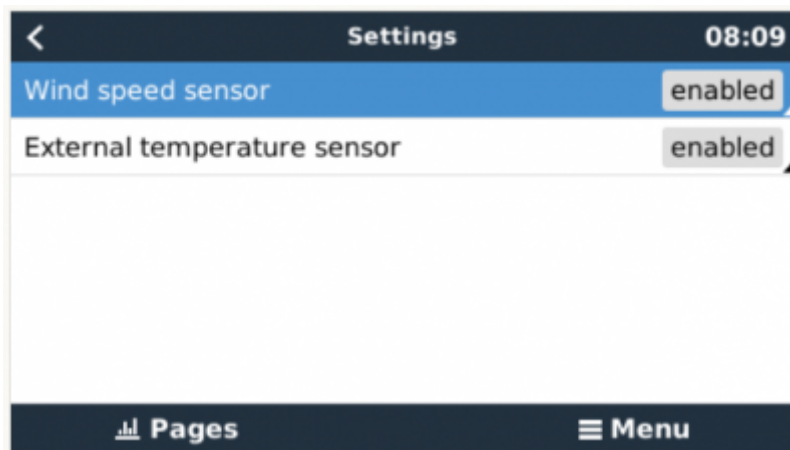 Settings 08:09
Wind speed sensor enabled
External temperature sensor enabled
Pages Menu